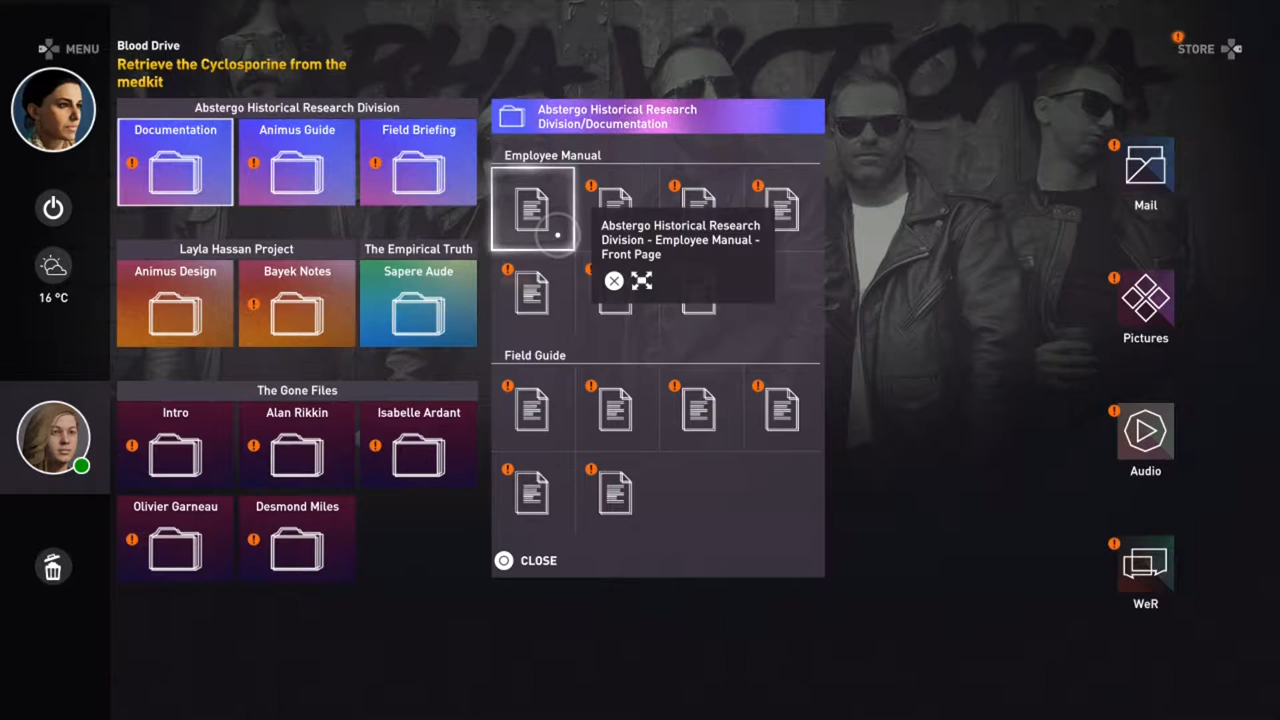 MENU
Blood Drive
Retrieve the Cyclosporine from the
medkit
STORE
Abstergo Historical Research Division
Documentation
Animus Guide
Field Briefing
Layla Hassan Project
The Empirical Truth
Animus Design
Bayek Notes
Sapere Aude
The Gone Files
Intro
Alan Rikkin
Isabelle Ardant
Olivier Garneau
Desmond Miles
16 °C
Abstergo Historical Research
Division/Documentation
Employee Manual
Abstergo Historical Research
Division - Employee Manual -
Front Page
Field Guide
CLOSE
Mail
Pictures
Audio
WeR